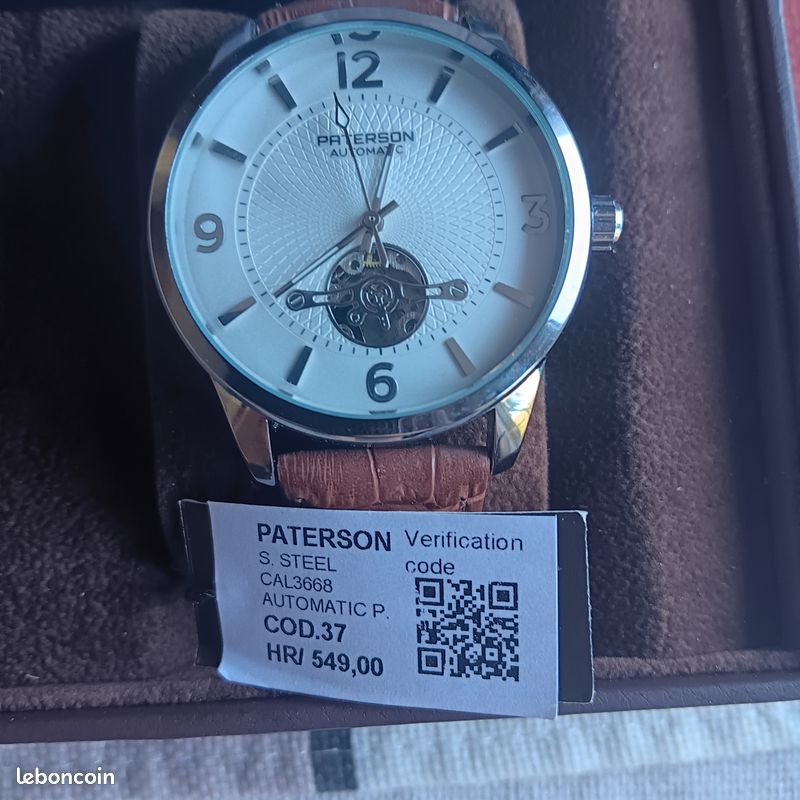 12
PATERSON
AUTOMATIC
9
3
6
PATERSON
S. STEEL
CAL3668
AUTOMATIC P.
COD.37
HR/ 549,00
Verification
code
leboncoin